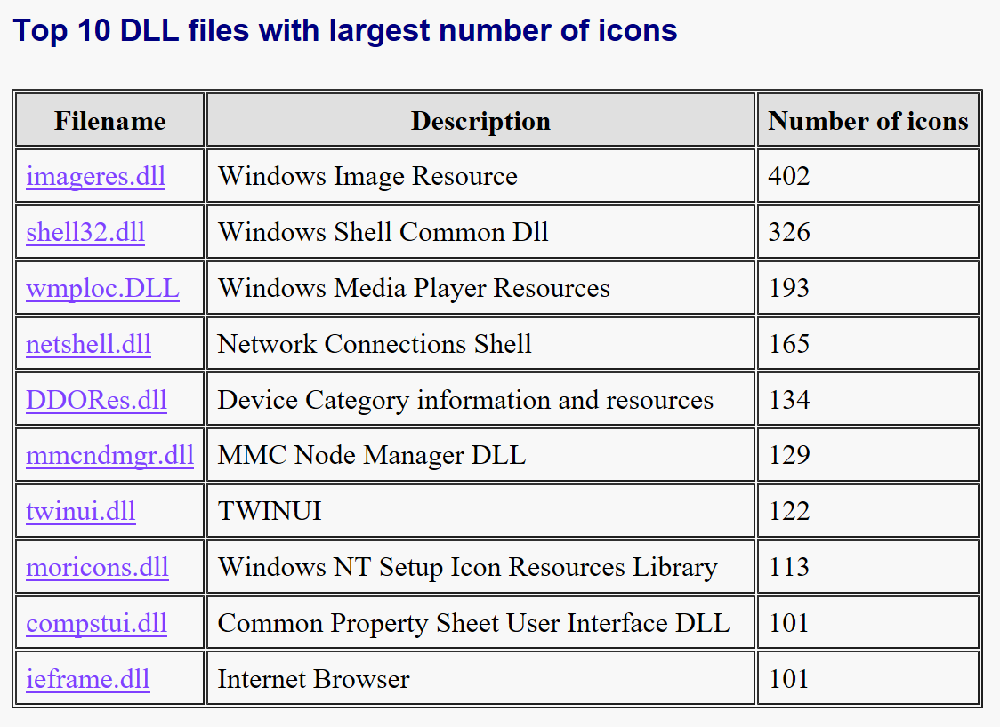 Top 10 DLL files with largest number of icons
Filename Description Number of icons
imageres.dll Windows Image Resource 402
shell32.dll Windows Shell Common Dll 326
wmploc.DLL Windows Media Player Resources 193
netshell.dll Network Connections Shell 165
DDORes.dll Device Category information and resources 134
mmcndmgr.dll MMC Node Manager DLL 129
twinui.dll TWINUI 122
moricons.dll Windows NT Setup Icon Resources Library 113
compstui.dll Common Property Sheet User Interface DLL 101
ieframe.dll Internet Browser 101